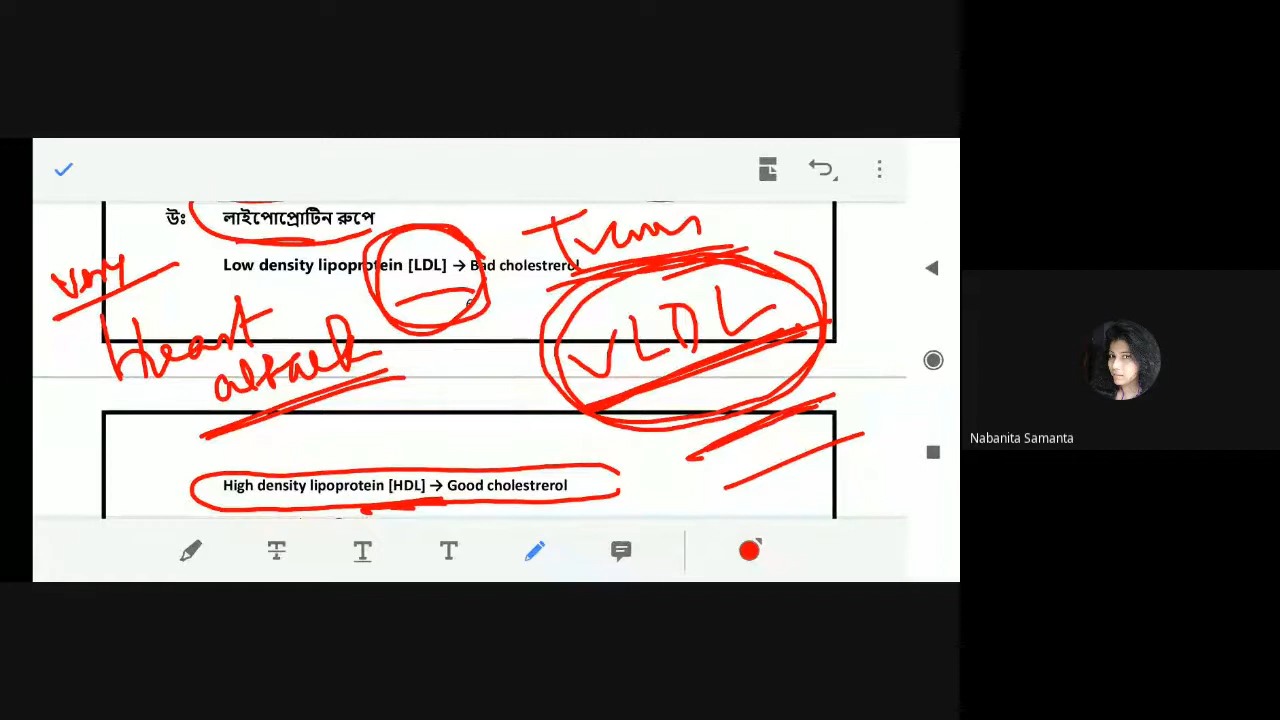 উঃ লাইপোপ্রোটিন রুপে
Trans
very
Low density lipoprotein [LDL] → Bad cholestrerol
VLDL
Heart
attack
High density lipoprotein [HDL] → Good cholestrerol
Nabanita Samanta